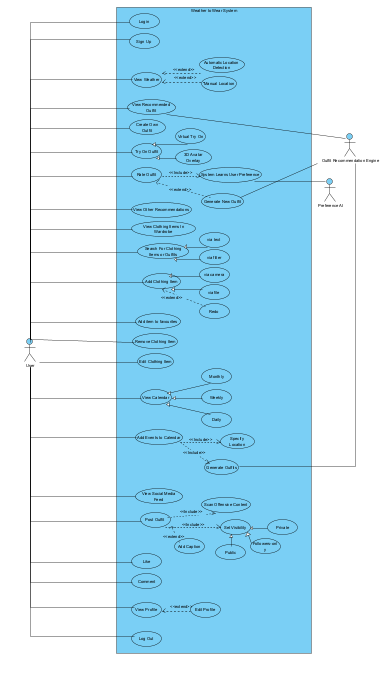 Weather to Wear System
Login
Sign Up
Automatic Location
Detection
<<extend>>
View Weather
<<extend>>
Manual Location
View Recommended
Outfit
Create Own
Outfit
Virtual Try On
Try On Outfit
3D Avatar
Overlay
Outfit Recommendation Engine
Rate Outfit
<<Include>>
System Learns User Preference
<<extend>>
Generate New Outfit
Preference AI
View Other Recommendations
View Clothing Items In
Wardrobe
Search For Clothing
Items or Outfits
via text
via filter
Add Clothing Item
via camera
via file
<<extend>>
Redo
Add Item to favourites
Remove Clothing Item
User
Edit Clothing Item
Monthly
View Calendar
Weekly
Daily
Add Events to Calendar
<<Include>>
Specify
Location
<<Include>>
Generate Outfits
View Social Media
Feed
Scan Offensive Content
<<Include>>
Post Outfit
<<Include>>
Set Visibility
Private
<<extend>>
Add Caption
Public
Followers onl
y
Like
Comment
View Profile
<<extend>>
Edit Profile
Log Out